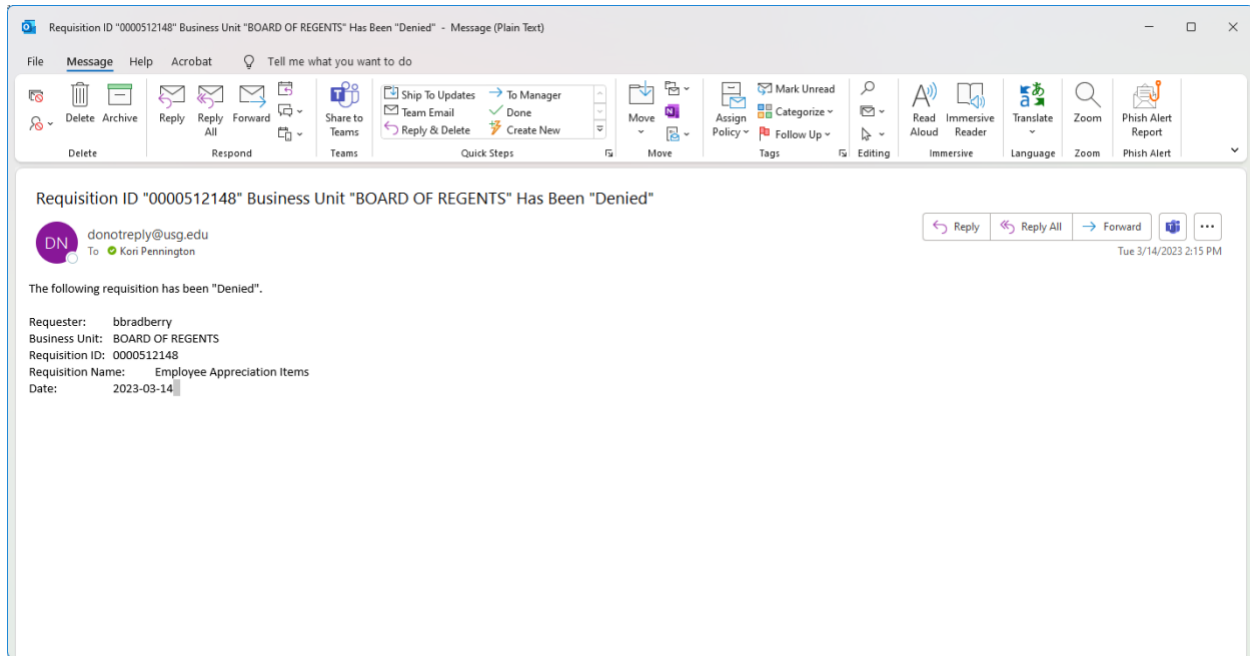 Requisition ID "0000512148" Business Unit "BOARD OF REGENTS" Has Been "Denied" - Message (Plain Text)
File Message Help Acrobat Tell me what you want to do
Delete Archive Reply Reply All Forward Share to Teams
Ship To Updates To Manager
Team Email Done
Reply & Delete Create New
Move Assign Policy
Mark Unread
Categorize
Follow Up
Read Aloud Immersive Reader Translate Zoom Phish Alert Report
Delete Respond Teams Quick Steps Move Tags Editing Immersive Language Zoom Phish Alert
Requisition ID "0000512148" Business Unit "BOARD OF REGENTS" Has Been "Denied"
DN
donotreply@usg.edu
To Kori Pennington
Reply Reply All Forward
Tue 3/14/2023 2:15 PM
The following requisition has been "Denied".
Requester: bbradberry
Business Unit: BOARD OF REGENTS
Requisition ID: 0000512148
Requisition Name: Employee Appreciation Items
Date: 2023-03-14